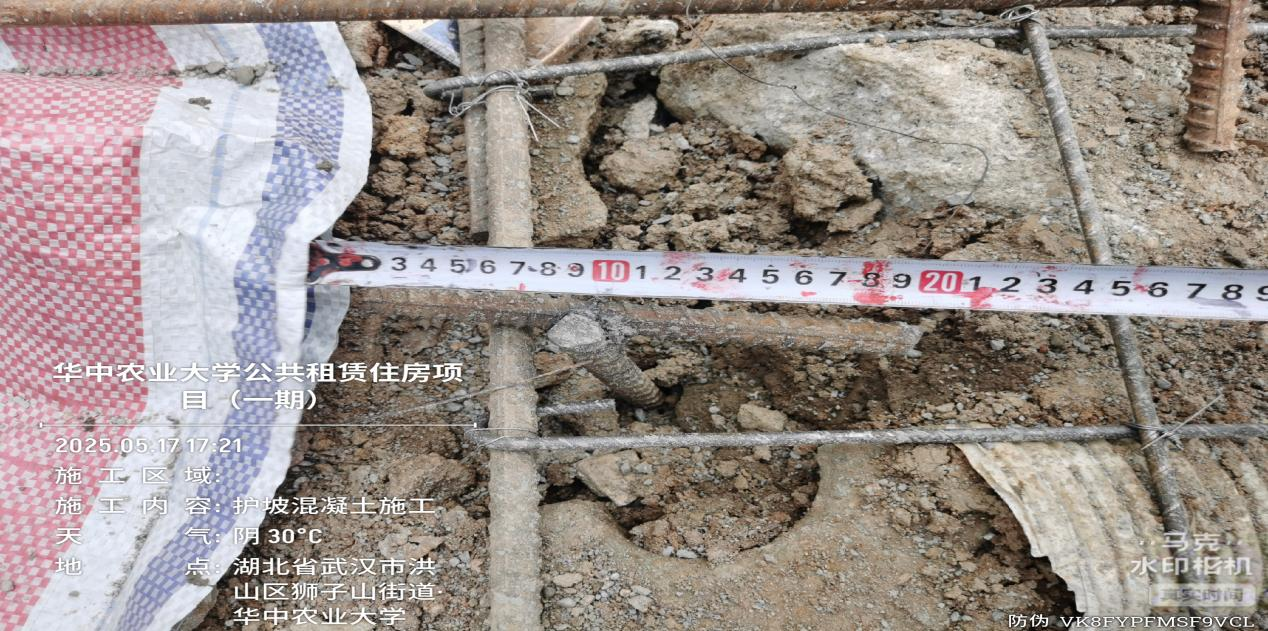 3 4 5 6 7 8 9 10 1 2 3 4 5 6 7 8 9 20 1 2 3 4 5 6 7 8 9
华中农业大学公共租赁住房项
目（一期）
2025.05.17 17:21
施工区域:
施工内容: 护坡混凝土施工
天气: 阴 30°C
地点: 湖北省武汉市洪
山区狮子山街道·
华中农业大学
马克
水印相机
真实时间
防伪 VK8FYPFMSF9VCL